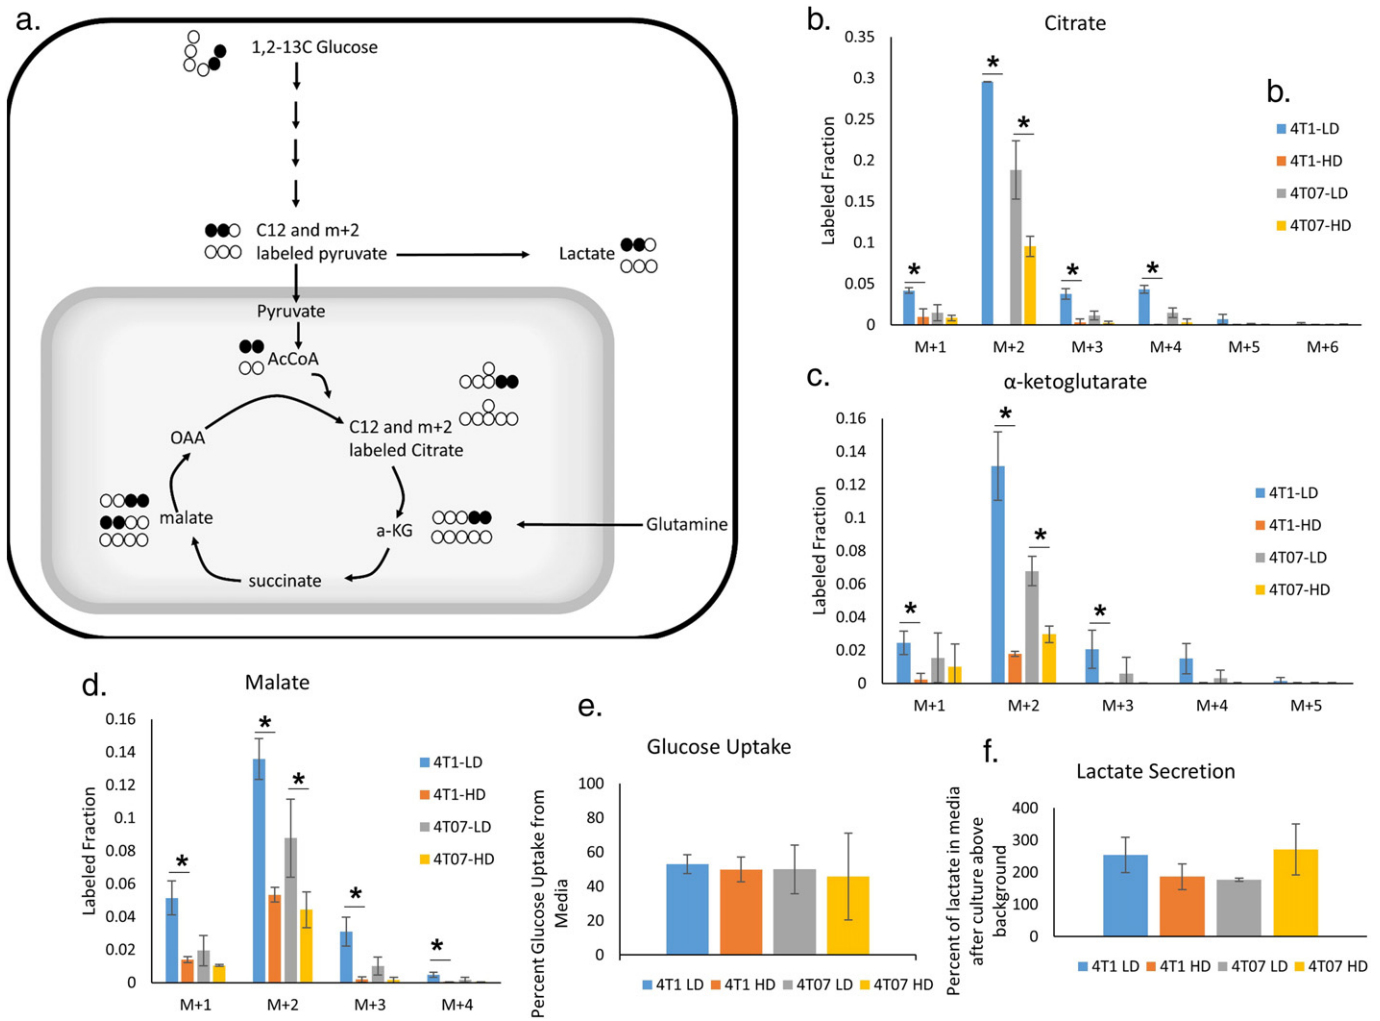 a.
1,2-13C Glucose
C12 and m+2
labeled pyruvate
Lactate
Pyruvate
AcCoA
OAA
C12 and m+2
labeled Citrate
malate
a-KG
Glutamine
succinate
b.
Citrate
0.35
0.3
0.25
0.2
0.15
0.1
0.05
0
Labeled Fraction
*
*
*
*
*
M+1 M+2 M+3 M+4 M+5 M+6
b.
4T1-LD
4T1-HD
4T07-LD
4T07-HD
c.
α-ketoglutarate
0.16
0.14
0.12
0.1
0.08
0.06
0.04
0.02
0
Labeled Fraction
*
*
*
*
M+1 M+2 M+3 M+4 M+5
4T1-LD
4T1-HD
4T07-LD
4T07-HD
d.
Malate
0.16
0.14
0.12
0.1
0.08
0.06
0.04
0.02
0
Labeled Fraction
*
*
*
*
*
M+1 M+2 M+3 M+4
4T1-LD
4T1-HD
4T07-LD
4T07-HD
e.
Glucose Uptake
100
80
60
40
20
0
Percent Glucose Uptake from
Media
4T1 LD 4T1 HD 4T07 LD 4T07 HD
f.
Lactate Secretion
400
300
200
100
0
Percent of lactate in media
after culture above
background
4T1 LD 4T1 HD 4T07 LD 4T07 HD